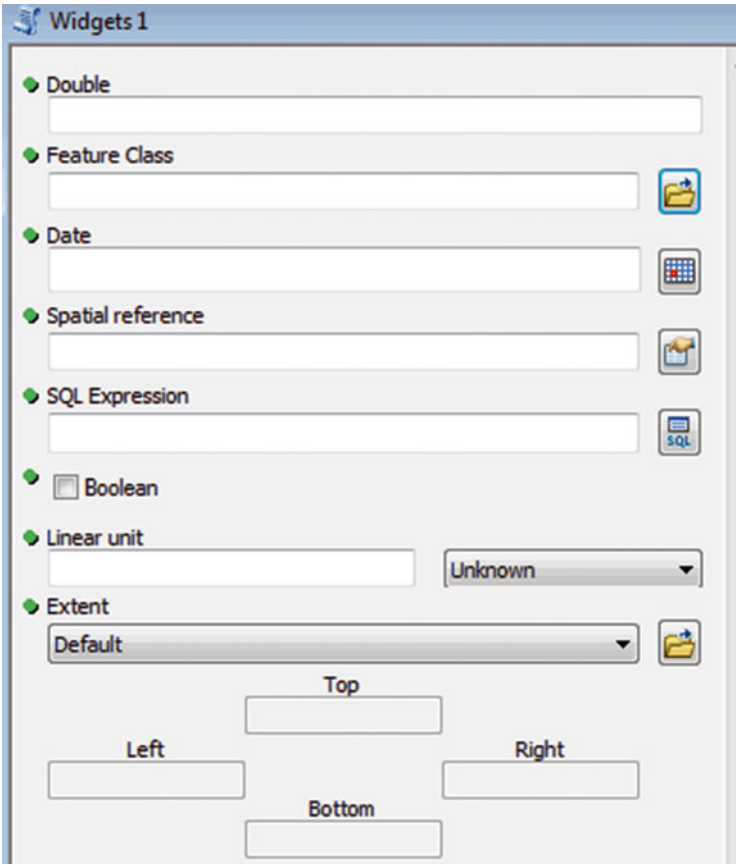 Widgets 1
Double
Feature Class
Date
Spatial reference
SQL Expression
SQL
Boolean
Linear unit
Unknown
Extent
Default
Top
Left Right
Bottom